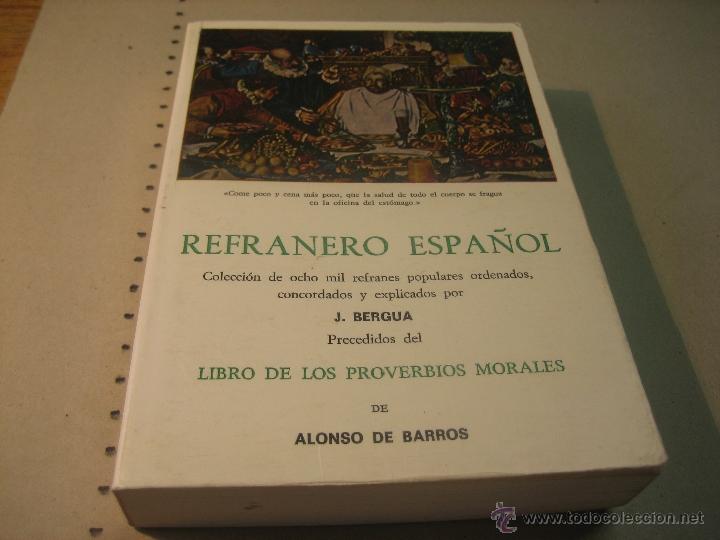 «Come poco y cena más poco, que la salud de todo el cuerpo se fragua
en la oficina del estómago.»
REFRANERO ESPAÑOL
Colección de ocho mil refranes populares ordenados,
concordados y explicados por
J. BERGUA
Precedidos del
LIBRO DE LOS PROVERBIOS MORALES
DE
ALONSO DE BARROS
© www.todocoleccion.net